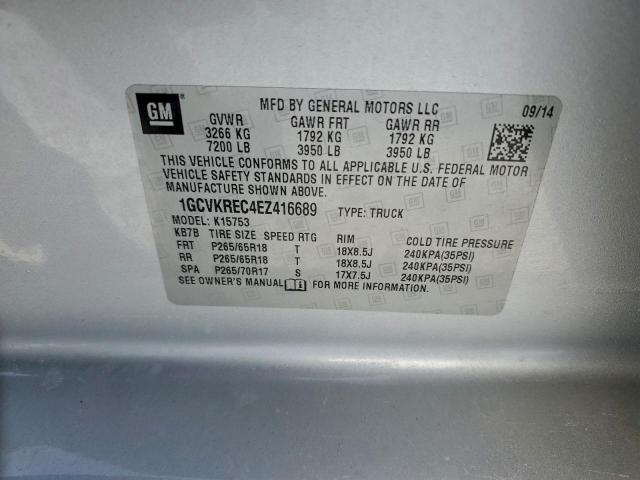 GM
MFD BY GENERAL MOTORS LLC 09/14
GVWR GAWR FRT GAWR RR
3266 KG 1792 KG 1792 KG
7200 LB 3950 LB 3950 LB
THIS VEHICLE CONFORMS TO ALL APPLICABLE U.S. FEDERAL MOTOR
VEHICLE SAFETY STANDARDS IN EFFECT ON THE DATE OF
MANUFACTURE SHOWN ABOVE.
1GCVKREC4EZ416689 TYPE: TRUCK
MODEL: K15753
KB7B TIRE SIZE SPEED RTG RIM COLD TIRE PRESSURE
FRT P265/65R18 T 18X8.5J 240KPA(35PSI)
RR P265/65R18 T 18X8.5J 240KPA(35PSI)
SPA P265/70R17 S 17X7.5J 240KPA(35PSI)
SEE OWNER'S MANUAL FOR MORE INFORMATION.